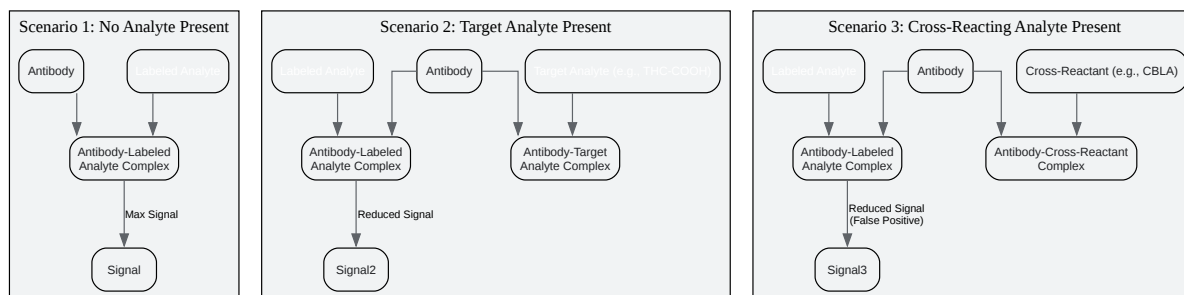 Scenario 1: No Analyte Present
Antibody
Labeled Analyte
Antibody-Labeled
Analyte Complex
Max Signal
Signal
Scenario 2: Target Analyte Present
Labeled Analyte
Antibody
Target Analyte (e.g., THC-COOH)
Antibody-Labeled
Analyte Complex
Antibody-Target
Analyte Complex
Reduced Signal
Signal2
Scenario 3: Cross-Reacting Analyte Present
Labeled Analyte
Antibody
Cross-Reactant (e.g., CBLA)
Antibody-Labeled
Analyte Complex
Antibody-Cross-Reactant
Complex
Reduced Signal
(False Positive)
Signal3